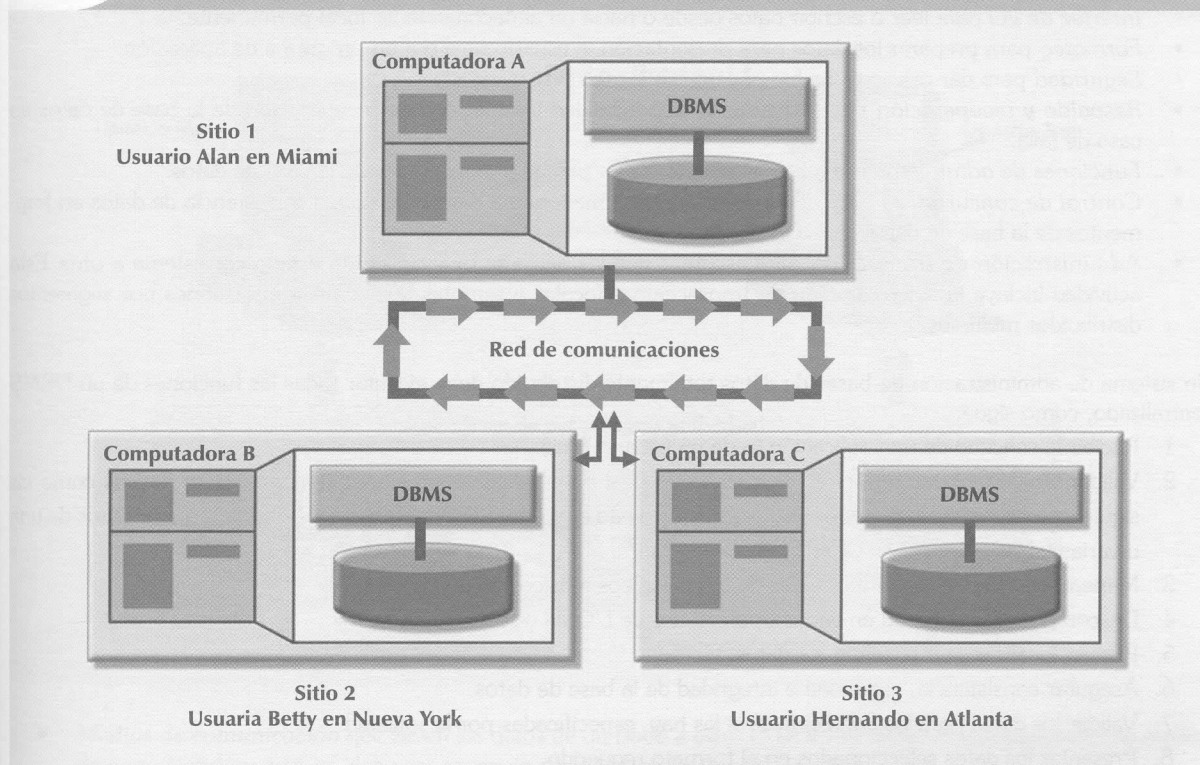 Computadora A
DBMS
Sitio 1
Usuario Alan en Miami
Red de comunicaciones
Computadora B
DBMS
Computadora C
DBMS
Sitio 2
Usuaria Betty en Nueva York
Sitio 3
Usuario Hernando en Atlanta